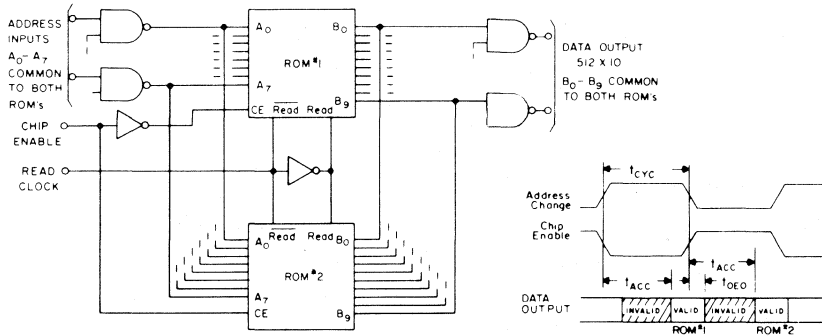 ADDRESS
INPUTS
A0-A7
COMMON
TO BOTH
ROM's
CHIP
ENABLE
READ
CLOCK
A0
B0
ROM#1
A7
B9
CE
Read
Read
DATA OUTPUT
512 X 10
B0-B9 COMMON
TO BOTH ROM's
Read
Read
A0
B0
ROM#2
A7
CE
B9
tCYC
Address
Change
Chip
Enable
tACC
tACC
tOEO
DATA
OUTPUT
INVALID
VALID
INVALID
VALID
ROM#1
ROM#2